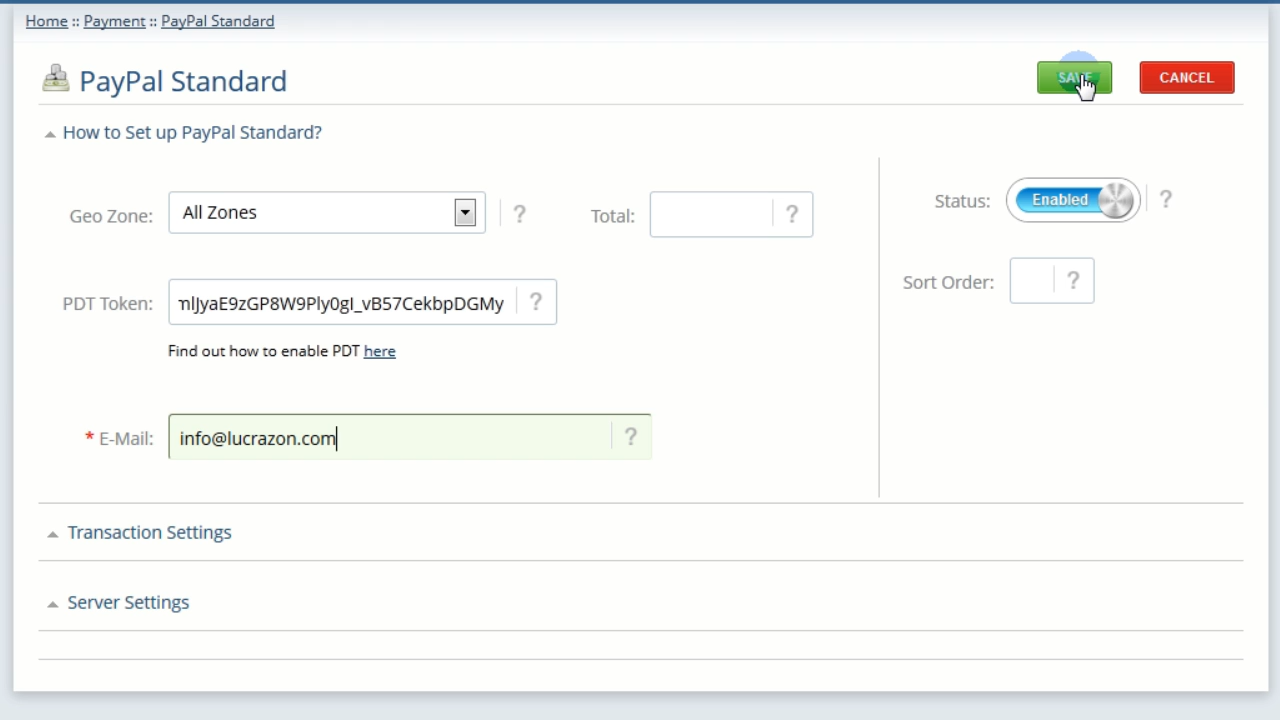 Home :: Payment :: PayPal Standard
PayPal Standard
SAVE
CANCEL
How to Set up PayPal Standard?
Geo Zone:
All Zones
?
Total:
?
Status:
Enabled
?
PDT Token:
?
Sort Order:
?
Find out how to enable PDT here
* E-Mail:
info@lucrazon.com
?
Transaction Settings
Server Settings